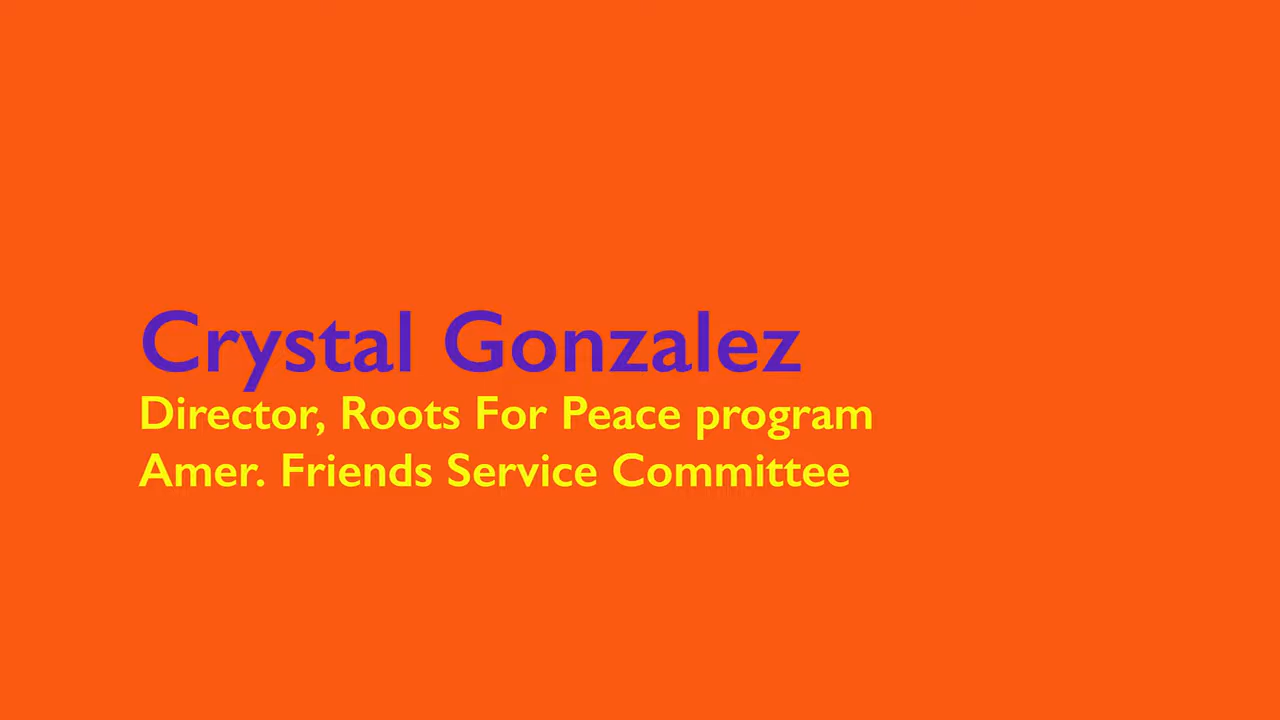 Crystal Gonzalez
Director, Roots For Peace program
Amer. Friends Service Committee